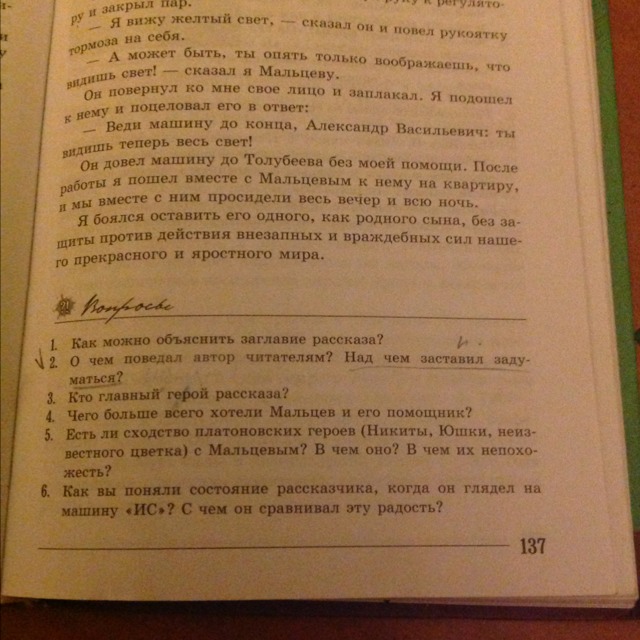 ру и закрыл пар.
— Я вижу желтый свет, — сказал он и повел рукоятку
тормоза на себя.
— А может быть, ты опять только воображаешь, что
видишь свет! — сказал я Мальцеву.
Он повернул ко мне свое лицо и заплакал. Я подошел
к нему и поцеловал его в ответ:
— Веди машину до конца, Александр Васильевич: ты
видишь теперь весь свет!
Он довел машину до Толубеева без моей помощи. После
работы я пошел вместе с Мальцевым к нему на квартиру,
и мы вместе с ним просидели весь вечер и всю ночь.
Я боялся оставить его одного, как родного сына, без за-
щиты против действия внезапных и враждебных сил наше-
го прекрасного и яростного мира.
Вопросы
1. Как можно объяснить заглавие рассказа?
2. О чем поведал автор читателям? Над чем заставил заду-
маться?
3. Кто главный герой рассказа?
4. Чего больше всего хотели Мальцев и его помощник?
5. Есть ли сходство платоновских героев (Никиты, Юшки, неиз-
вестного цветка) с Мальцевым? В чем оно? В чем их непохо-
жесть?
6. Как вы поняли состояние рассказчика, когда он глядел на
машину «ИС»? С чем он сравнивал эту радость?
137